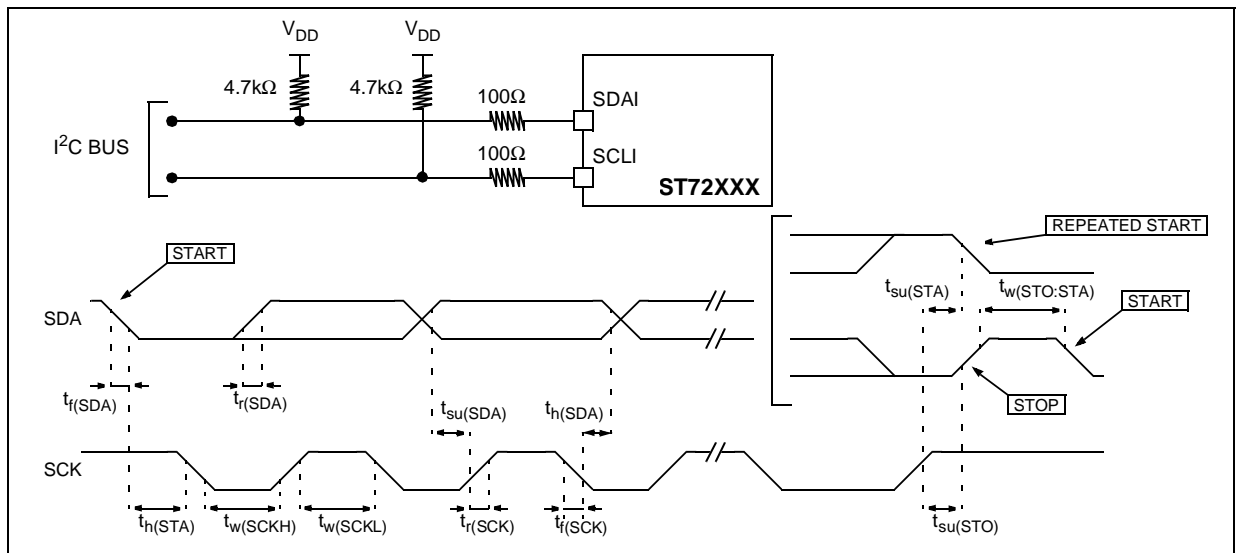 VDD VDD
4.7kΩ 4.7kΩ
100Ω SDAI
I2C BUS
100Ω SCLI
ST72XXX
REPEATED START
START
tsu(STA) tw(STO:STA) START
SDA
tf(SDA) tr(SDA) tsu(SDA) th(SDA)
STOP
SCK
th(STA) tw(SCKH) tw(SCKL) tr(SCK) tf(SCK) tsu(STO)